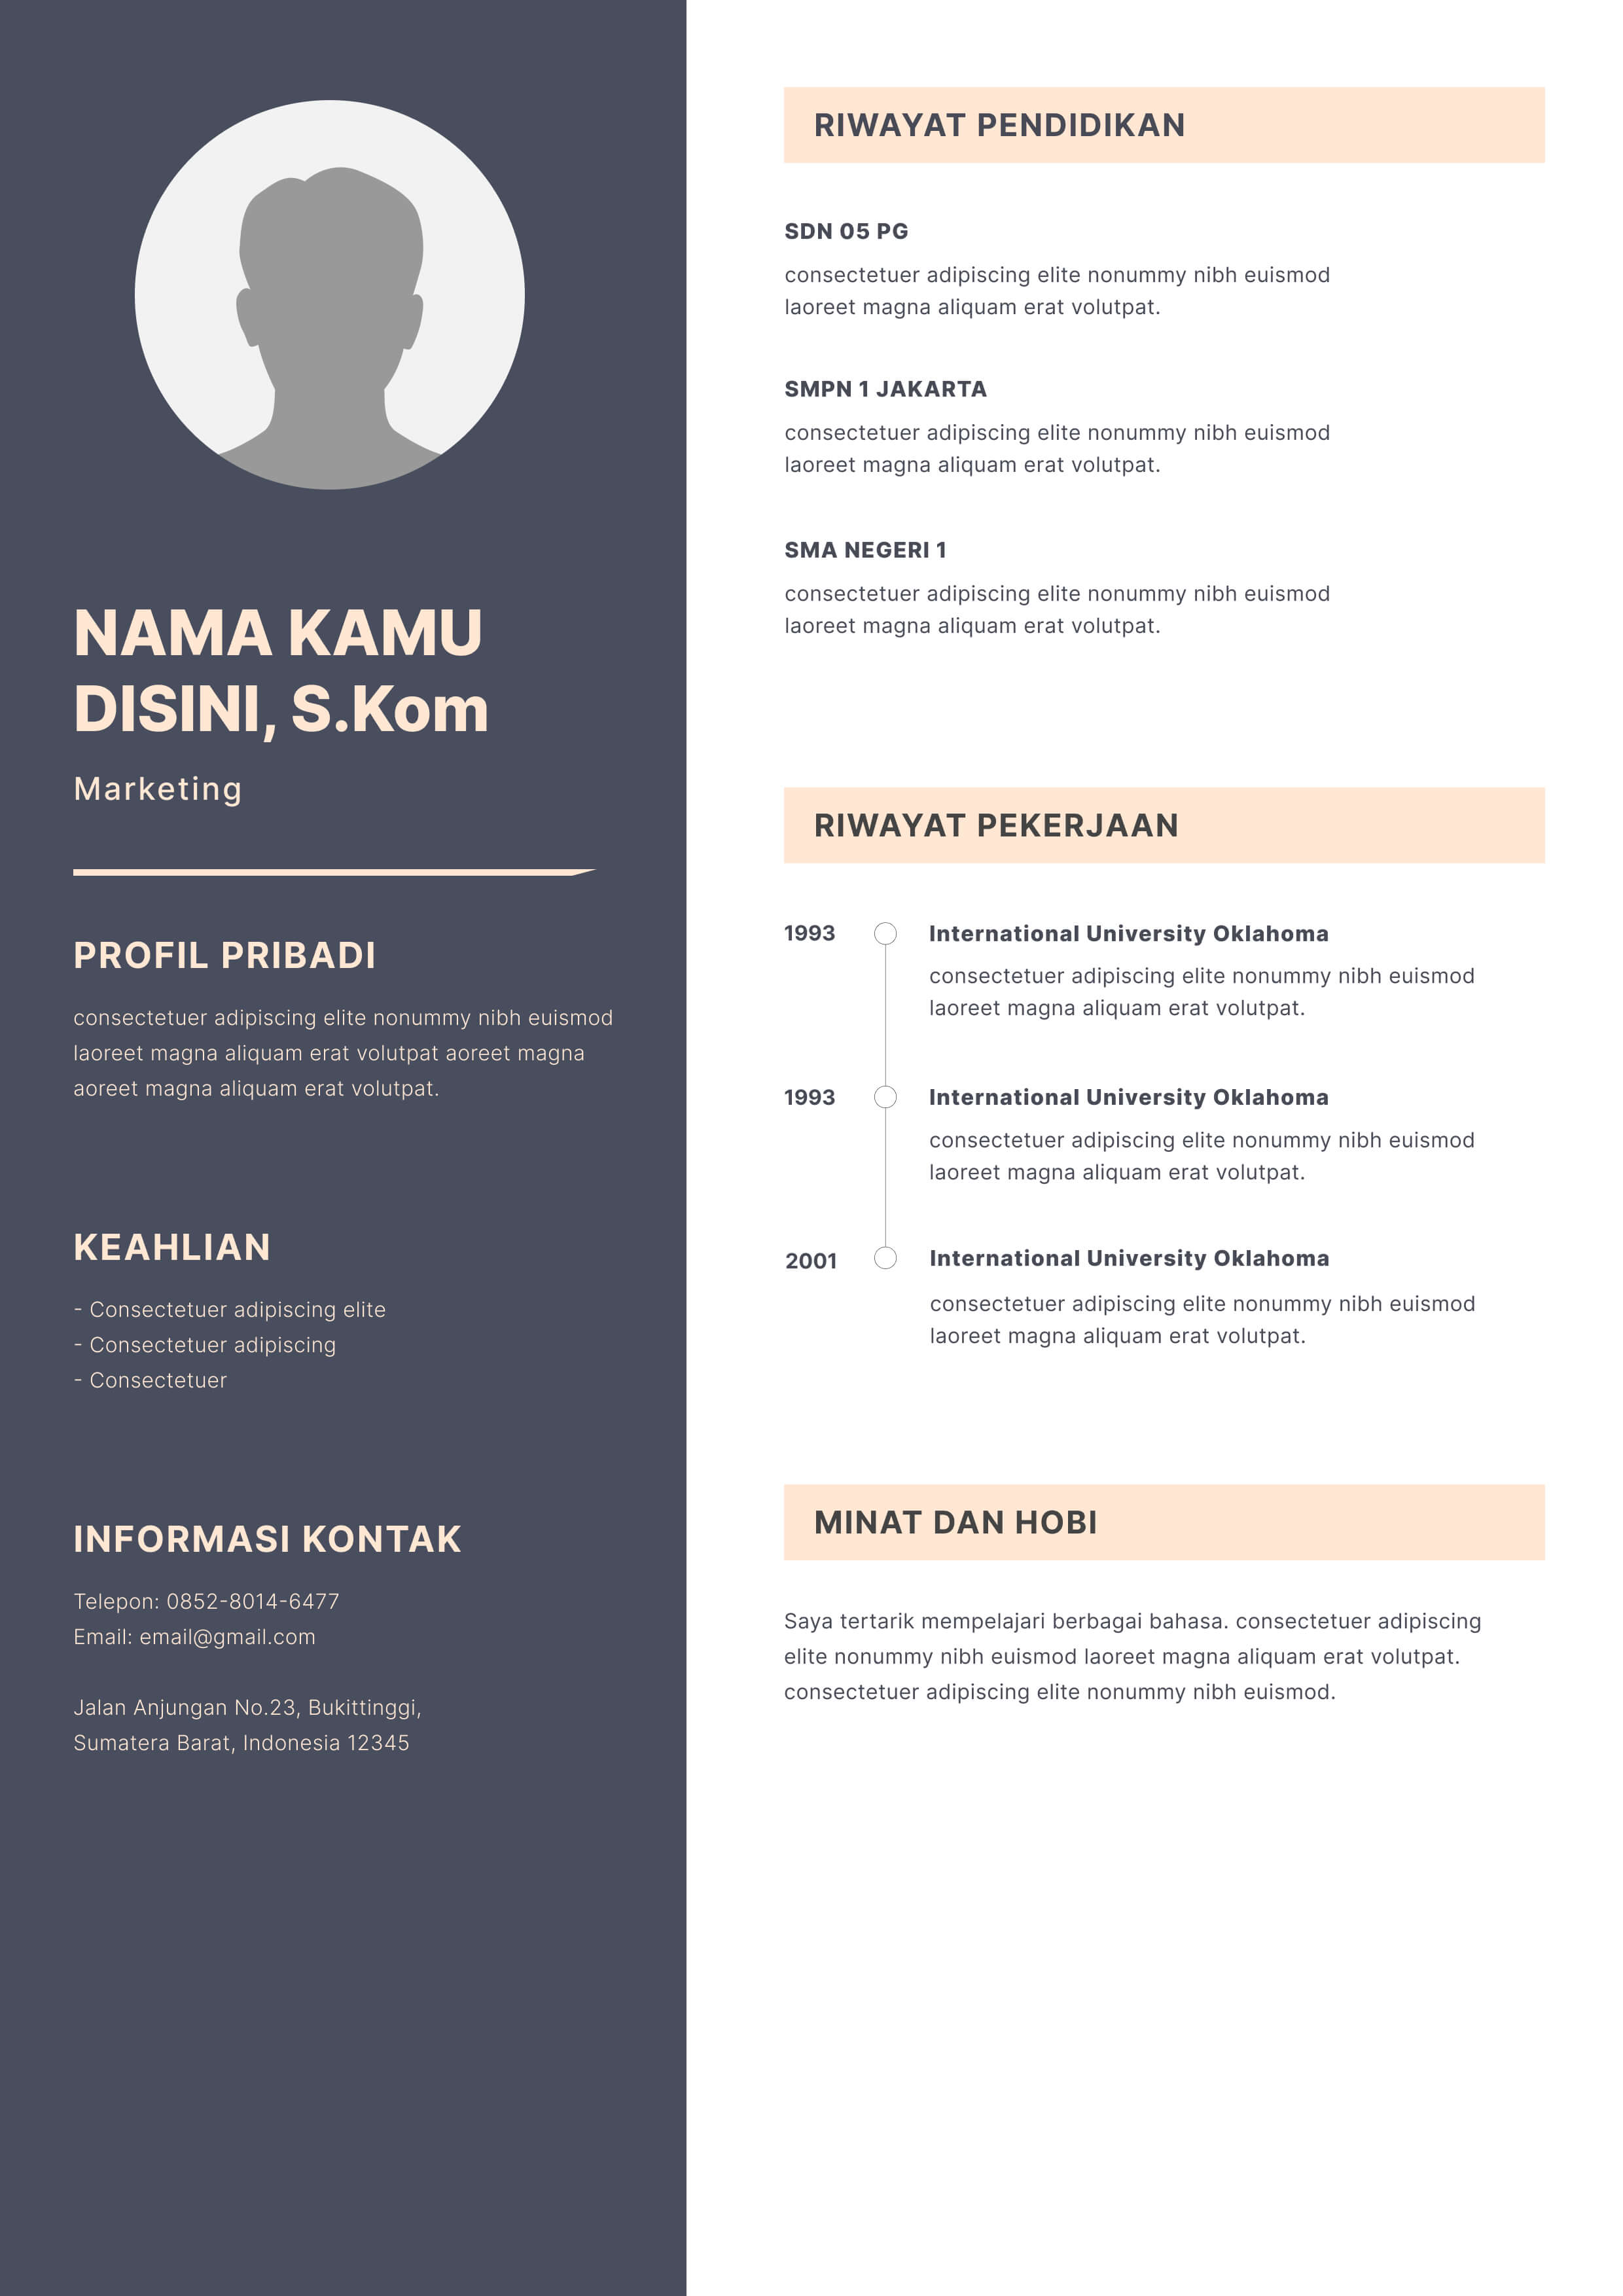 NAMA KAMU
DISINI, S.Kom
Marketing
PROFIL PRIBADI
consectetuer adipiscing elite nonummy nibh euismod
laoreet magna aliquam erat volutpat aoreet magna
aoreet magna aliquam erat volutpat.
KEAHLIAN
- Consectetuer adipiscing elite
- Consectetuer adipiscing
- Consectetuer
INFORMASI KONTAK
Telepon: 0852-8014-6477
Email: email@gmail.com
Jalan Anjungan No.23, Bukittinggi,
Sumatera Barat, Indonesia 12345
RIWAYAT PENDIDIKAN
SDN 05 PG
consectetuer adipiscing elite nonummy nibh euismod
laoreet magna aliquam erat volutpat.
SMPN 1 JAKARTA
consectetuer adipiscing elite nonummy nibh euismod
laoreet magna aliquam erat volutpat.
SMA NEGERI 1
consectetuer adipiscing elite nonummy nibh euismod
laoreet magna aliquam erat volutpat.
RIWAYAT PEKERJAAN
1993 International University Oklahoma
consectetuer adipiscing elite nonummy nibh euismod
laoreet magna aliquam erat volutpat.
1993 International University Oklahoma
consectetuer adipiscing elite nonummy nibh euismod
laoreet magna aliquam erat volutpat.
2001 International University Oklahoma
consectetuer adipiscing elite nonummy nibh euismod
laoreet magna aliquam erat volutpat.
MINAT DAN HOBI
Saya tertarik mempelajari berbagai bahasa. consectetuer adipiscing
elite nonummy nibh euismod laoreet magna aliquam erat volutpat.
consectetuer adipiscing elite nonummy nibh euismod.